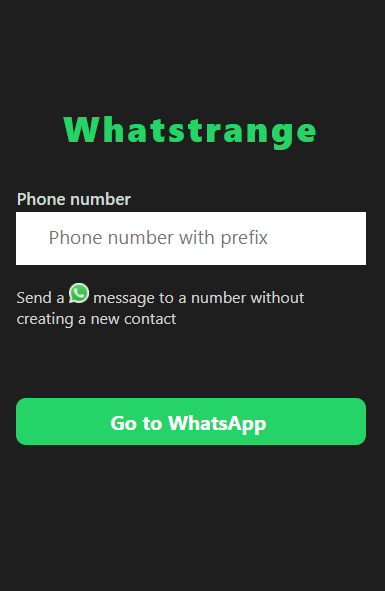 Whatstrange
Phone number
Phone number with prefix
Send a message to a number without
creating a new contact
Go to WhatsApp